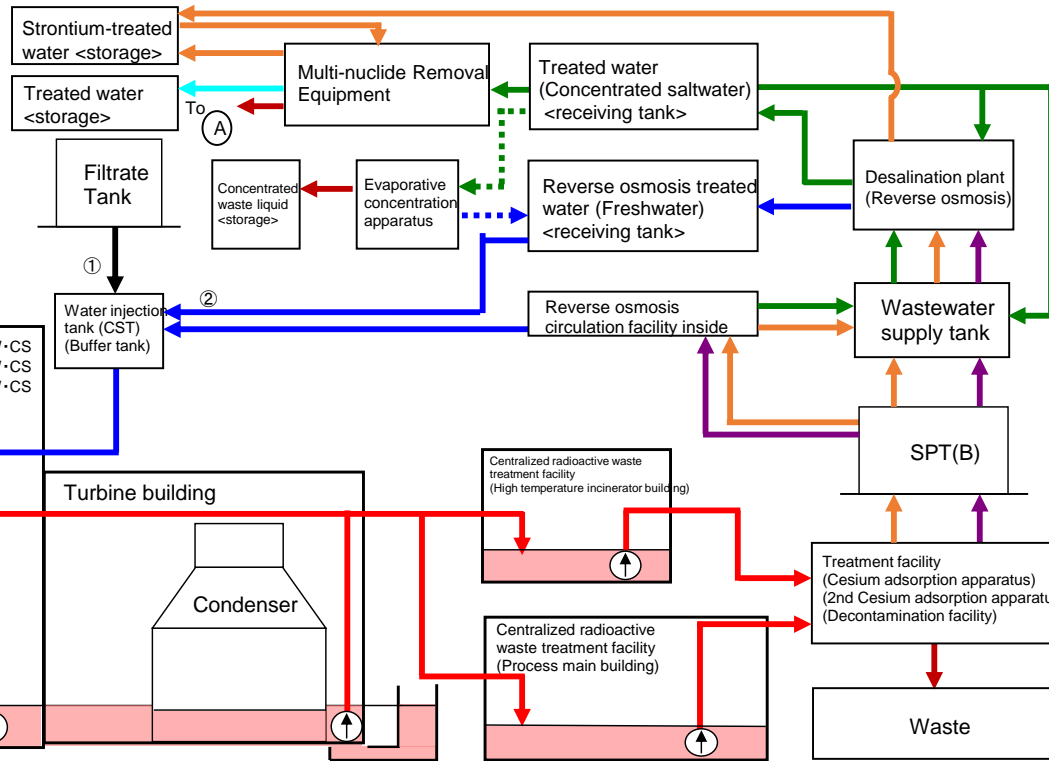 Strontium-treated
water <storage>
Treated water
<storage>
To
A
Multi-nuclide Removal
Equipment
Treated water
(Concentrated saltwater)
<receiving tank>
Desalination plant
(Reverse osmosis)
Filtrate
Tank
Concentrated
waste liquid
<storage>
Evaporative
concentration
apparatus
Reverse osmosis treated
water (Freshwater)
<receiving tank>
①
②
Water injection
tank (CST)
(Buffer tank)
Reverse osmosis
circulation facility inside
Wastewater
supply tank
・CS
・CS
・CS
SPT(B)
Turbine building
Condenser
Centralized radioactive waste
treatment facility
(High temperature incinerator building)
Centralized radioactive
waste treatment facility
(Process main building)
Treatment facility
(Cesium adsorption apparatus)
(2nd Cesium adsorption apparatu
(Decontamination facility)
Waste